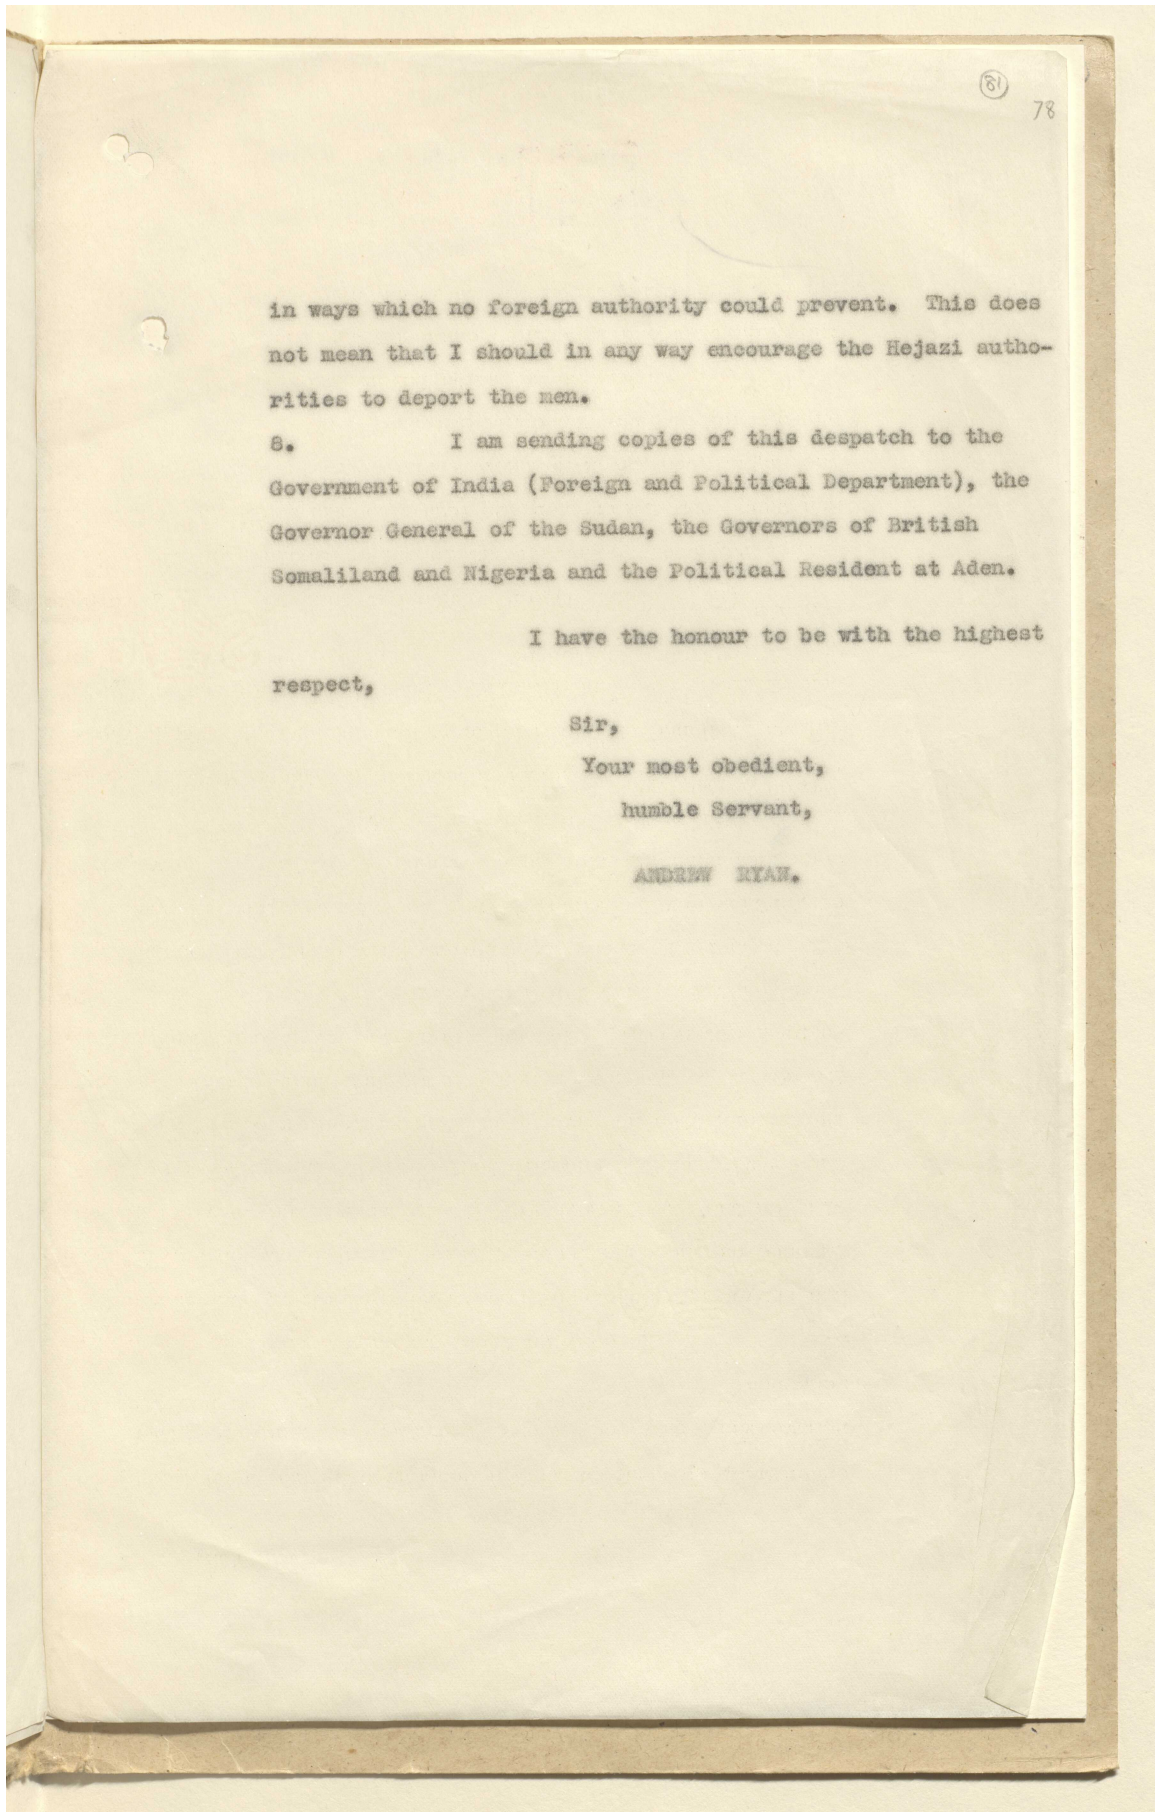 81
78
in ways which no foreign authority could prevent. This does
not mean that I should in any way encourage the Hejazi autho-
rities to deport the men.
8. I am sending copies of this despatch to the
Government of India (Foreign and Political Department), the
Governor General of the Sudan, the Governors of British
Somaliland and Nigeria and the Political Resident at Aden.
I have the honour to be with the highest
respect,
Sir,
Your most obedient,
humble Servant,
ANDREW RYAN.